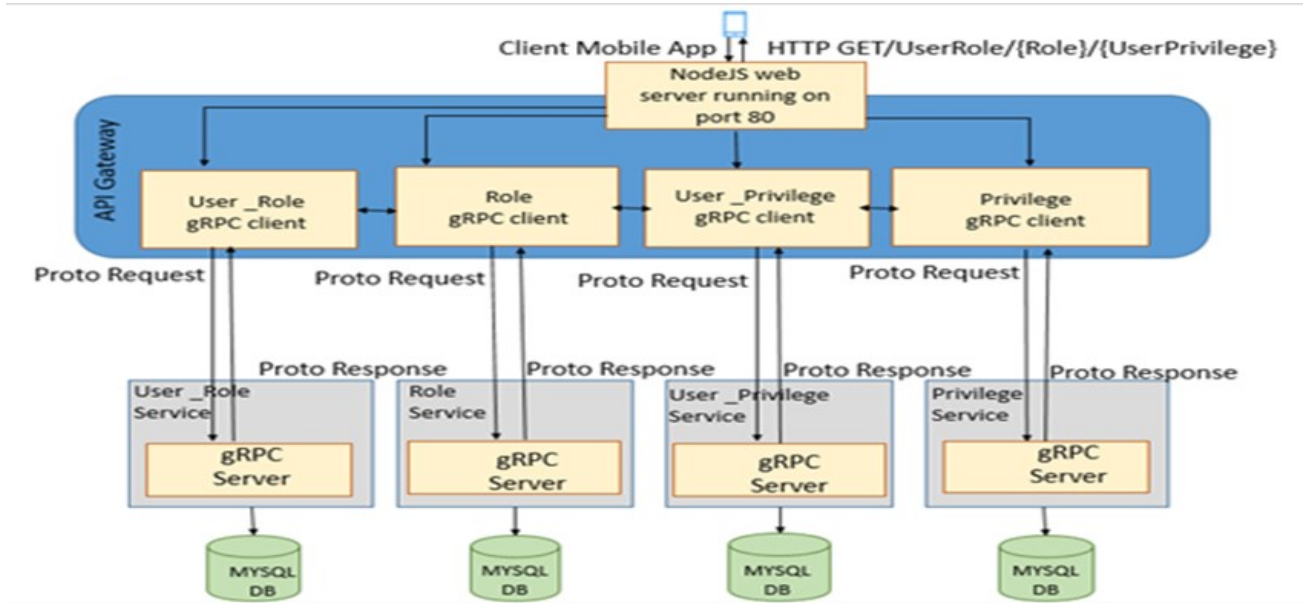 Client Mobile App
HTTP GET/UserRole/{Role}/{UserPrivilege}
NodeJS web
server running on
port 80
API Gateway
User _Role
gRPC client
Role
gRPC client
User _Privilege
gRPC client
Privilege
gRPC client
Proto Request
Proto Request
Proto Request
Proto Request
Proto Response
Proto Response
Proto Response
Proto Response
User _Role
Service
Role
Service
User _Privilege
Service
Privilege
Service
gRPC
Server
gRPC
Server
gRPC
Server
gRPC
Server
MYSQL
DB
MYSQL
DB
MYSQL
DB
MYSQL
DB